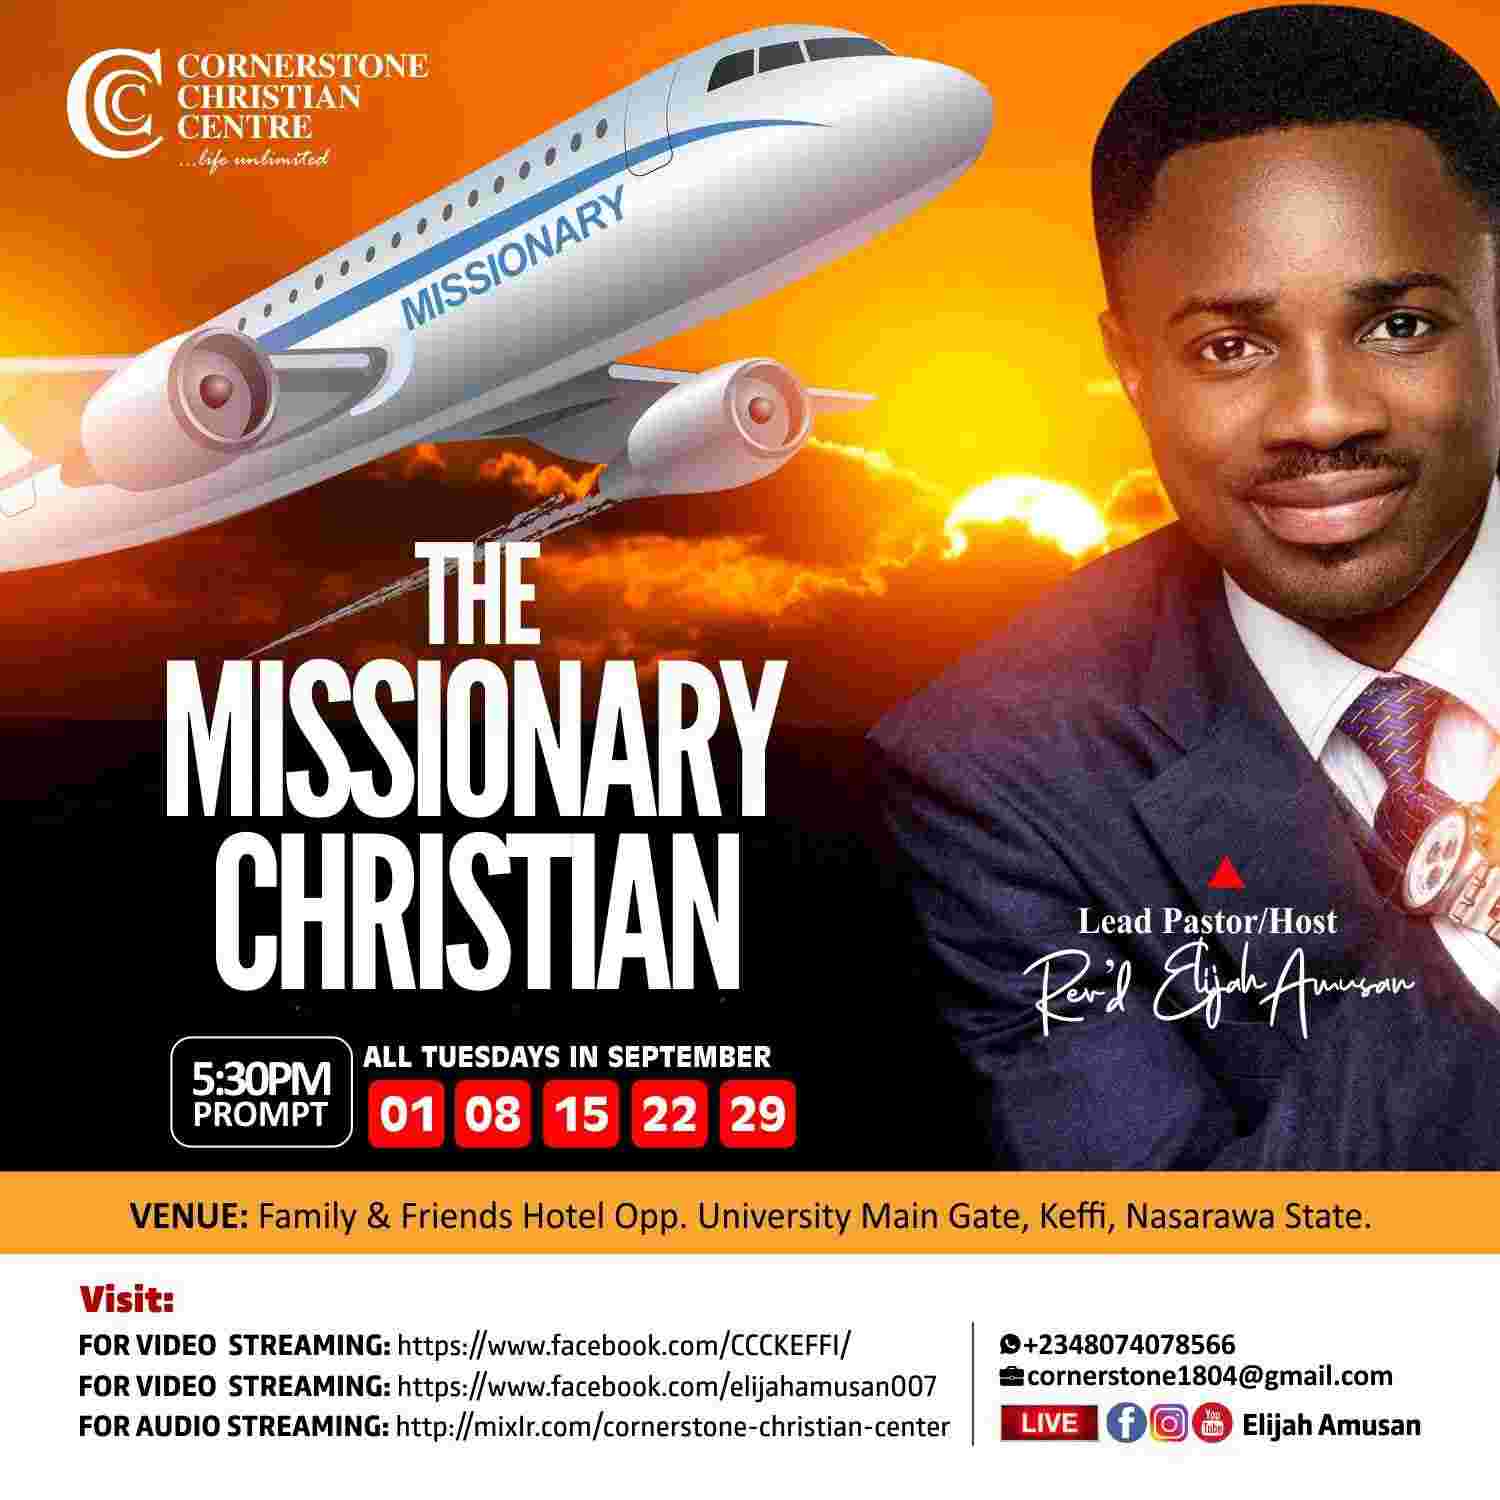 CCC
CORNERSTONE
CHRISTIAN
CENTRE
...life unlimited
MISSIONARY
THE
MISSIONARY
CHRISTIAN
Lead Pastor/Host
Rev'd Elijah Amusan
5:30PM
PROMPT
ALL TUESDAYS IN SEPTEMBER
01 08 15 22 29
VENUE: Family & Friends Hotel Opp. University Main Gate, Keffi, Nasarawa State.
Visit:
FOR VIDEO STREAMING: https://www.facebook.com/CCCKEFFI/
FOR VIDEO STREAMING: https://www.facebook.com/elijahamusan007
FOR AUDIO STREAMING: http://mixlr.com/cornerstone-christian-center
+2348074078566
cornerstone1804@gmail.com
LIVE f You Tube Elijah Amusan